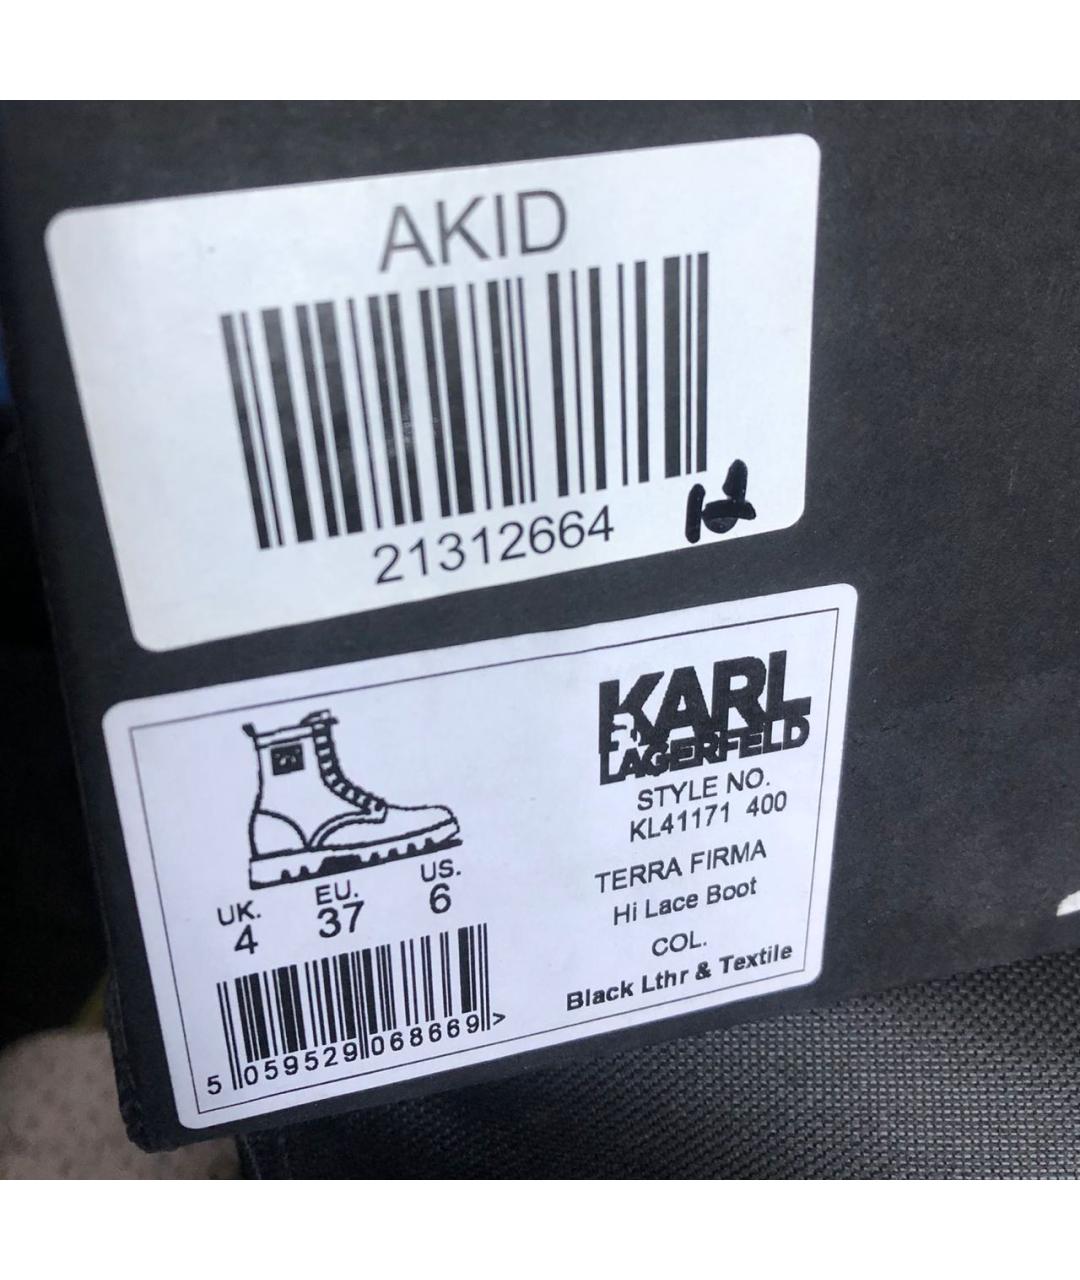 AKID
21312664
KARL
LAGERFELD
STYLE NO.
KL41171 400
TERRA FIRMA
Hi Lace Boot
COL.
Black Lthr & Textile
UK. EU. US.
4 37 6
5 059529 068669 >